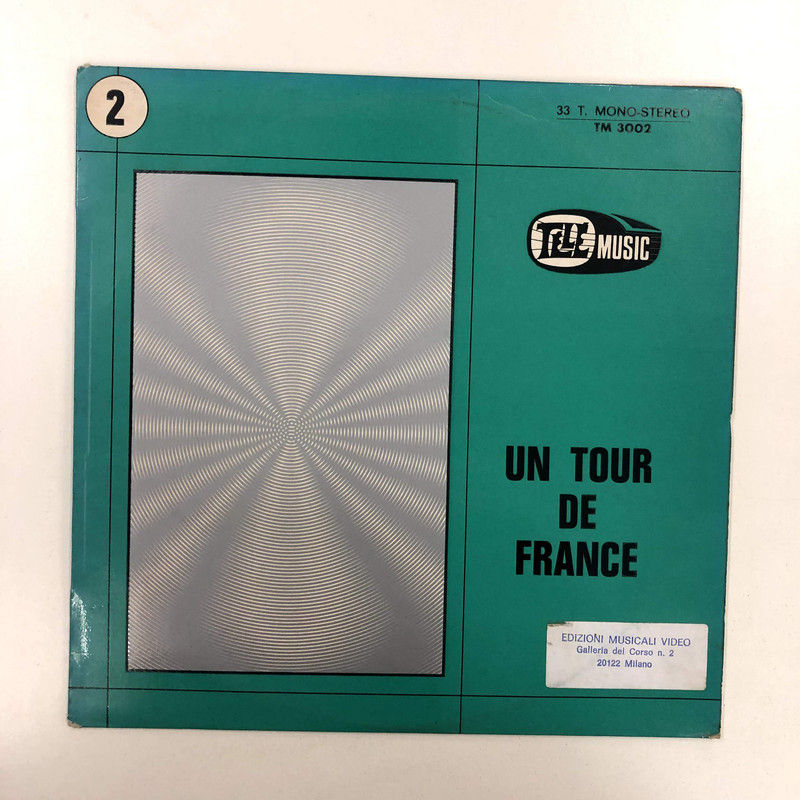 2
33 T. MONO-STEREO
TM 3002
TELE MUSIC
UN TOUR
DE
FRANCE
EDIZIONI MUSICALI VIDEO
Galleria del Corso n. 2
20122 Milano